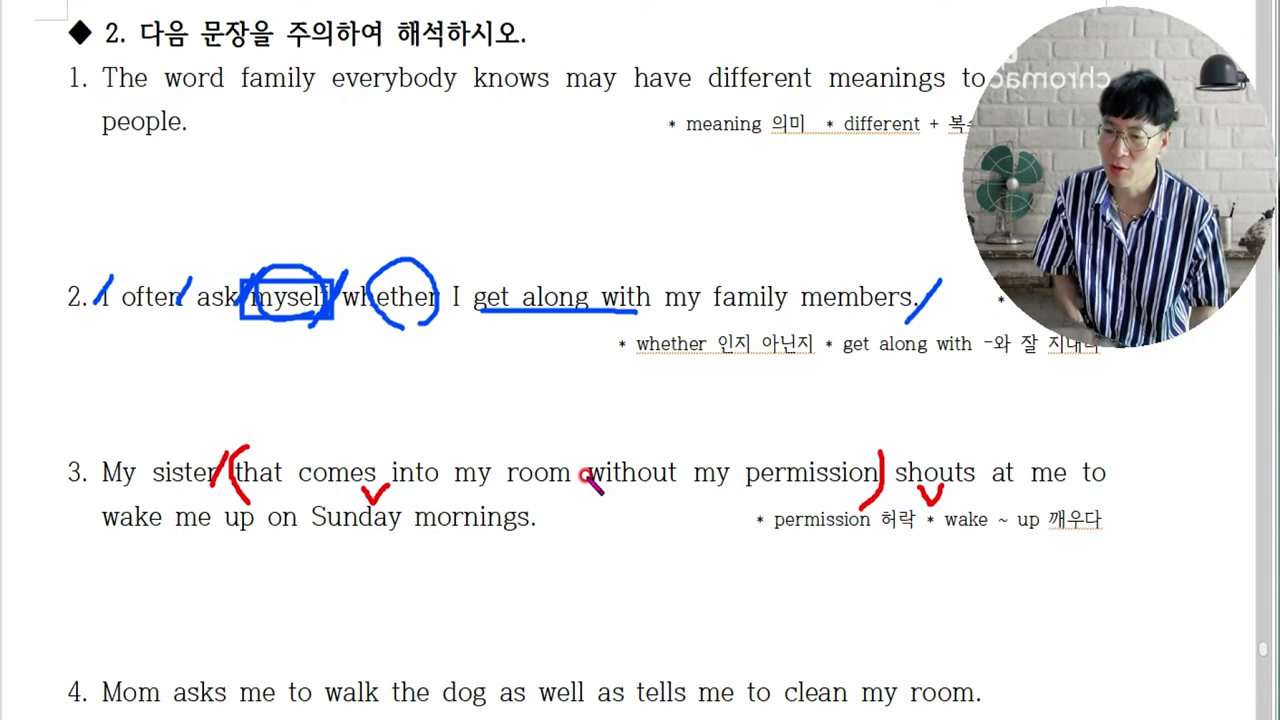 ◆ 2. 다음 문장을 주의하여 해석하시오.
1. The word family everybody knows may have different meanings to
people.
* meaning 의미 * different +
2. I often ask myself whether I get along with my family members.
*
* whether 인지 아닌지 * get along with -와 잘
3. My sister that comes into my room without my permission shouts at me to
wake me up on Sunday mornings.
* permission 허락 * wake ~ up 깨우다
4. Mom asks me to walk the dog as well as tells me to clean my room.